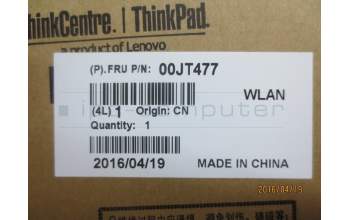 ThinkCentre. | ThinkPad.
a product of Lenovo
(P).FRU P/N: 00JT477
WLAN
(4L) 1 Origin: CN
Quantity: 1
2016/04/19 MADE IN CHINA
2016/04/19